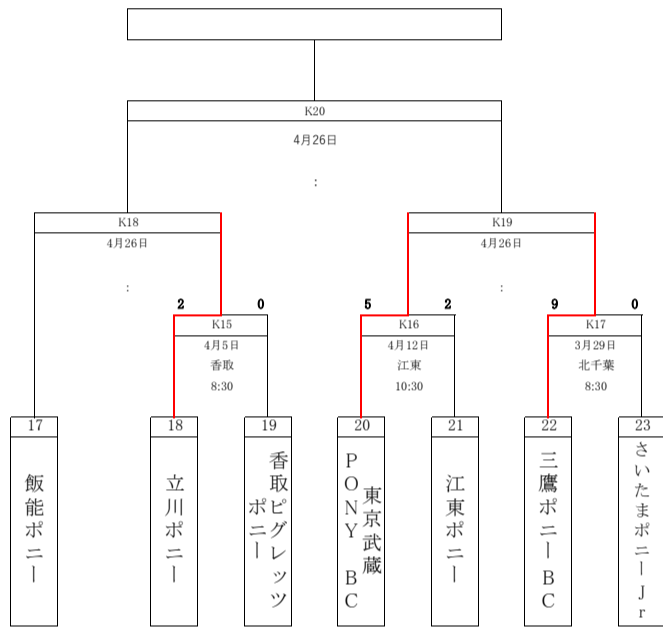 K20
4月26日
:
K18
K19
4月26日
4月26日
:
:
2
0
5
2
9
0
K15
K16
K17
4月5日
4月12日
3月29日
香取
江東
北千葉
8:30
10:30
8:30
17
18
19
20
21
22
23
飯能ポニー
立川ポニー
香取ピグレッツ
ポニー
東京武蔵
PONY BC
江東ポニー
三鷹ポニーBC
さいたまポニーJr